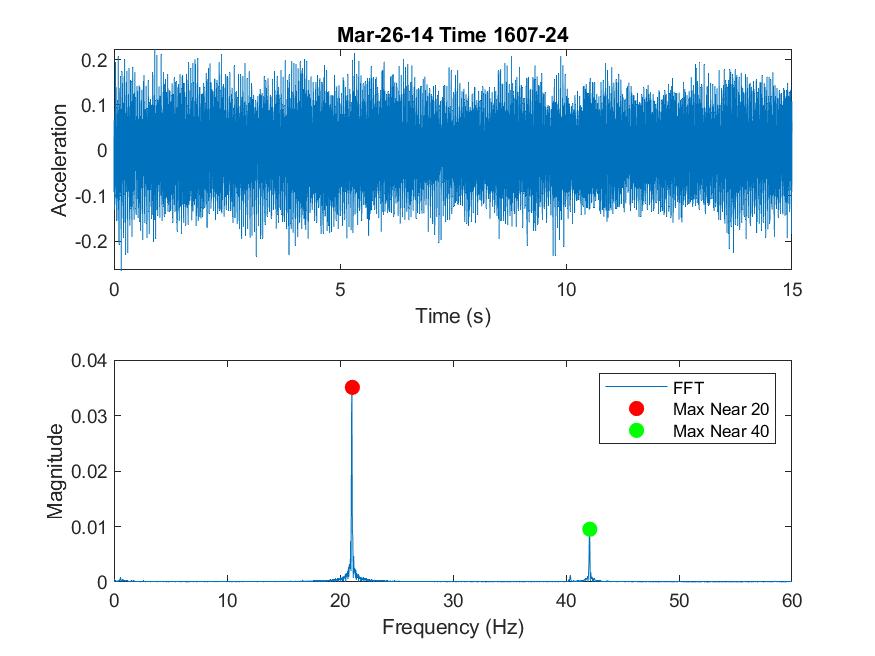 Mar-26-14 Time 1607-24
0.2
0.1
0
-0.1
-0.2
Acceleration
0 5 10 15
Time (s)
0.04
0.03
0.02
0.01
0
Magnitude
FFT
Max Near 20
Max Near 40
0 10 20 30 40 50 60
Frequency (Hz)